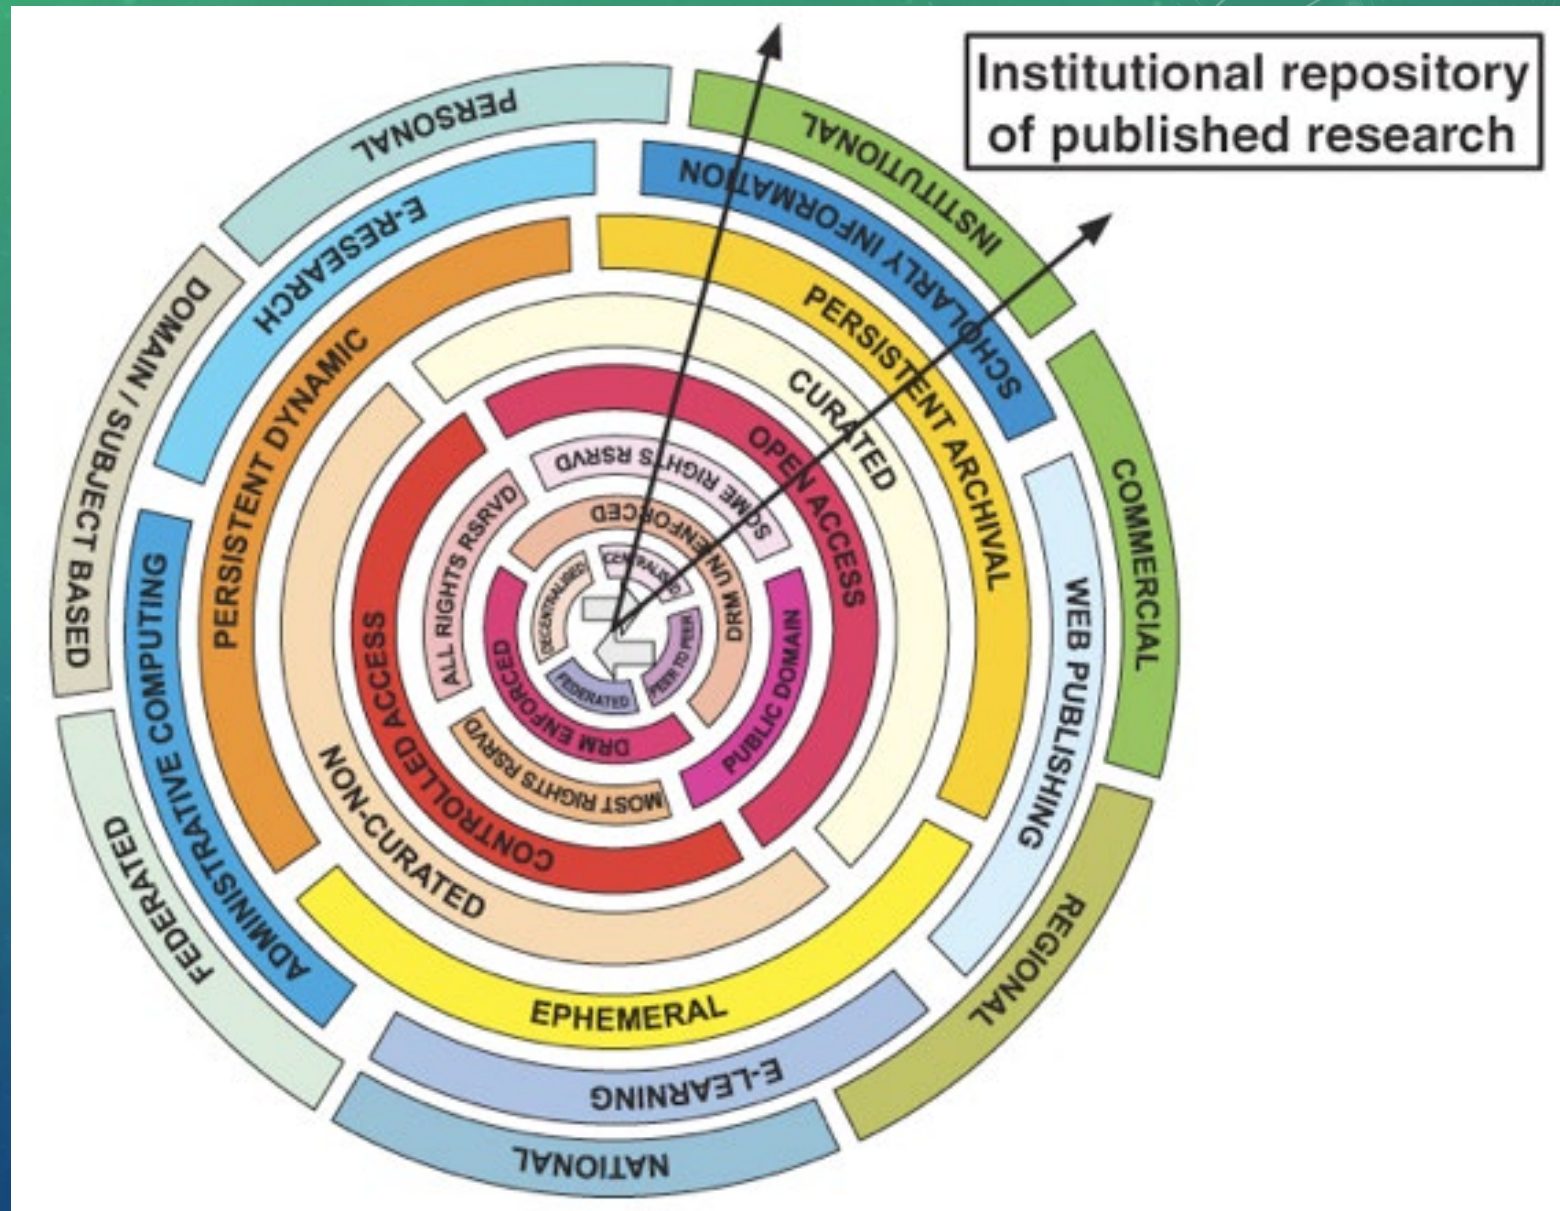 Institutional repository
of published research
PERSONAL
INSTITUTIONAL
COMMERCIAL
REGIONAL
NATIONAL
FEDERATED
DOMAIN / SUBJECT BASED
E-RESEARCH
SCHOLARLY INFORMATION
WEB PUBLISHING
E-LEARNING
ADMINISTRATIVE COMPUTING
PERSISTENT DYNAMIC
PERSISTENT ARCHIVAL
EPHEMERAL
CURATED
NON-CURATED
OPEN ACCESS
CONTROLLED ACCESS
SOME RIGHTS RSRVD
PUBLIC DOMAIN
MOST RIGHTS RSRVD
ALL RIGHTS RSRVD
DRM UNENFORCED
DRM ENFORCED
CENTRALISED
PEER TO PEER
FEDERATED
DECENTRALISED